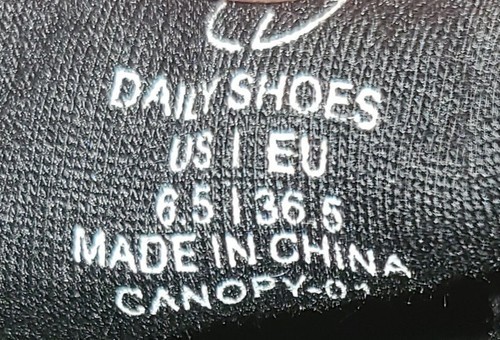 DAILY SHOES
US | EU
6.5 | 36.5
MADE IN CHINA
CANOPY-01